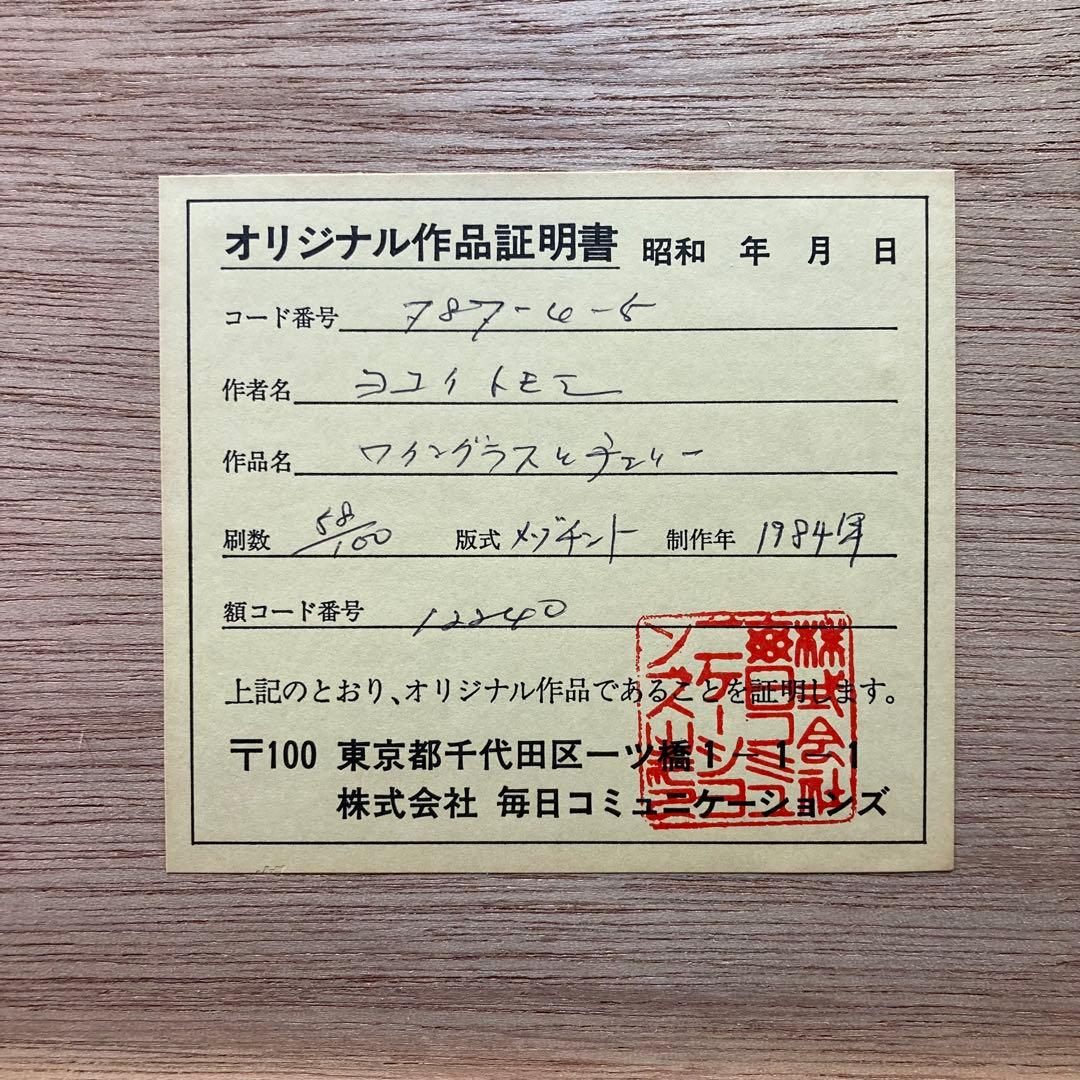 オリジナル作品証明書 昭和 年 月 日
コード番号 787-4-5
作者名 ヨコイトモエ
作品名 ワイングラスとチェリー
刷数 58/100 版式 メゾチント 制作年 1984年
額コード番号 12240
上記のとおり、オリジナル作品であることを証明します。
〒100 東京都千代田区一ツ橋1-1-1
株式会社 毎日コミュニケーションズ